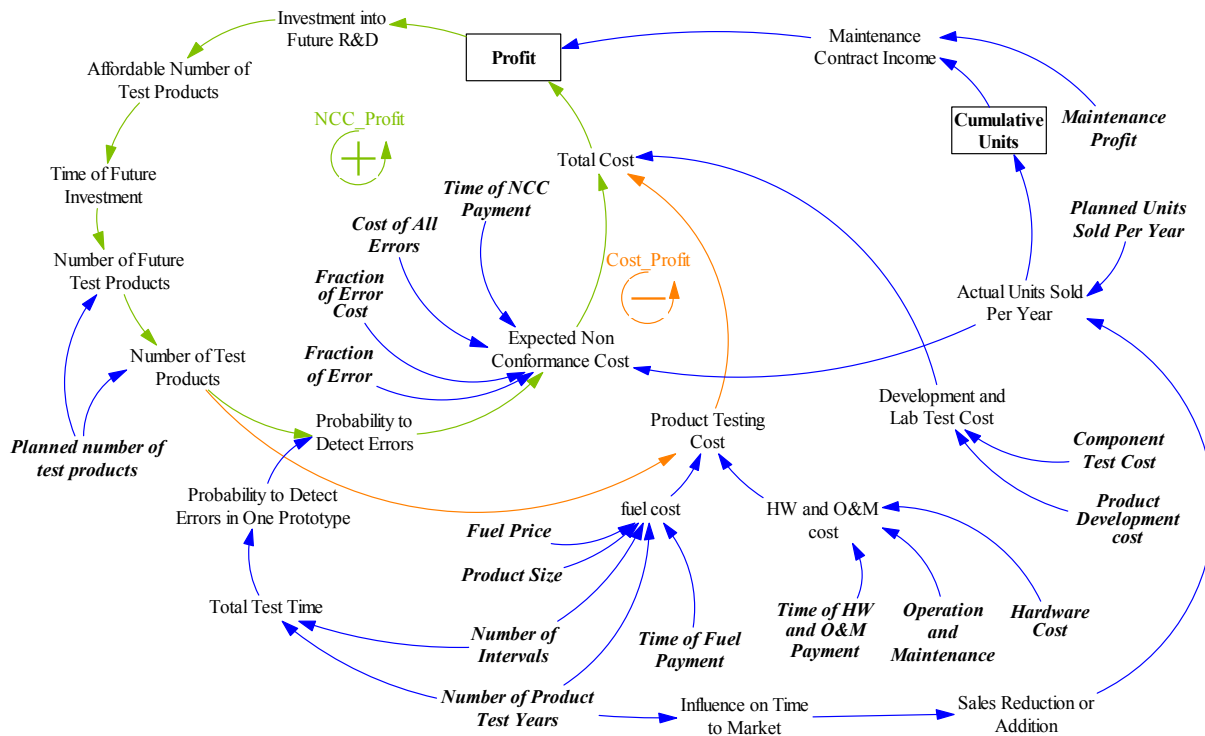 Investment into
Future R&D
Profit
Maintenance
Contract Income
Affordable Number of
Test Products
NCC_Profit
Cumulative
Units
Maintenance
Profit
Total Cost
Time of Future
Investment
Time of NCC
Payment
Cost of All
Errors
Planned Units
Sold Per Year
Number of Future
Test Products
Cost_Profit
Fraction
of Error
Cost
Actual Units Sold
Per Year
Expected Non
Conformance Cost
Number of Test
Products
Fraction
of Error
Probability to
Detect Errors
Product Testing
Cost
Development and
Lab Test Cost
Planned number of
test products
Component
Test Cost
Probability to Detect
Errors in One Prototype
fuel cost
HW and O&M
cost
Product
Development
cost
Fuel Price
Product Size
Total Test Time
Number of
Intervals
Time of Fuel
Payment
Time of HW
and O&M
Payment
Operation
and
Maintenance
Hardware
Cost
Number of Product
Test Years
Influence on Time
to Market
Sales Reduction or
Addition